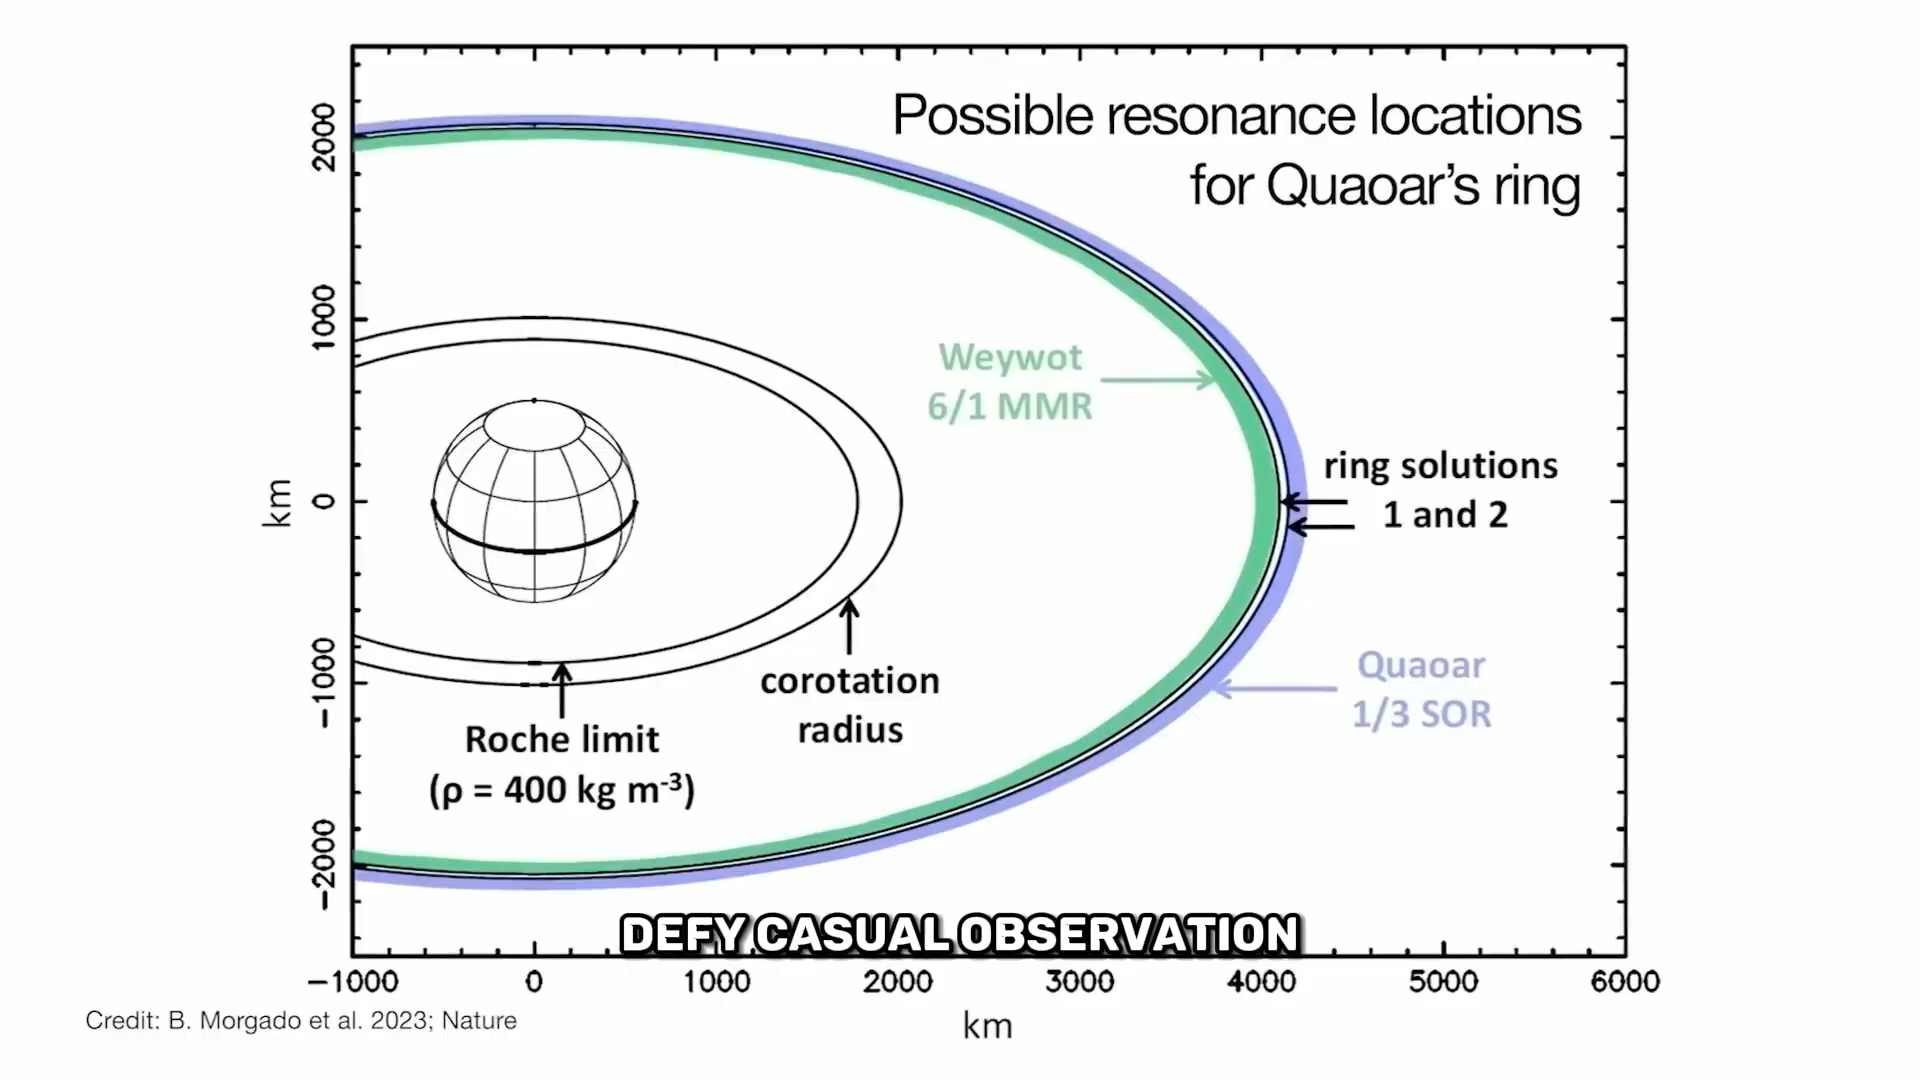 Possible resonance locations
for Quaoar's ring
2000
1000
0
-1000
-2000
km
Weywot
6/1 MMR
ring solutions
1 and 2
Quaoar
1/3 SOR
corotation
radius
Roche limit
(ρ = 400 kg m⁻³)
DEFY CASUAL OBSERVATION
-1000 0 1000 2000 3000 4000 5000 6000
km
Credit: B. Morgado et al. 2023; Nature